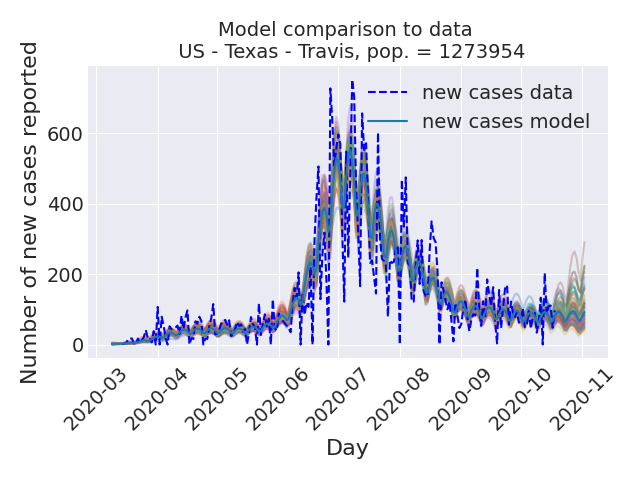 Model comparison to data
US - Texas - Travis, pop. = 1273954
Number of new cases reported
600
400
200
0
new cases data
new cases model
2020-03
2020-04
2020-05
2020-06
2020-07
2020-08
2020-09
2020-10
2020-11
Day